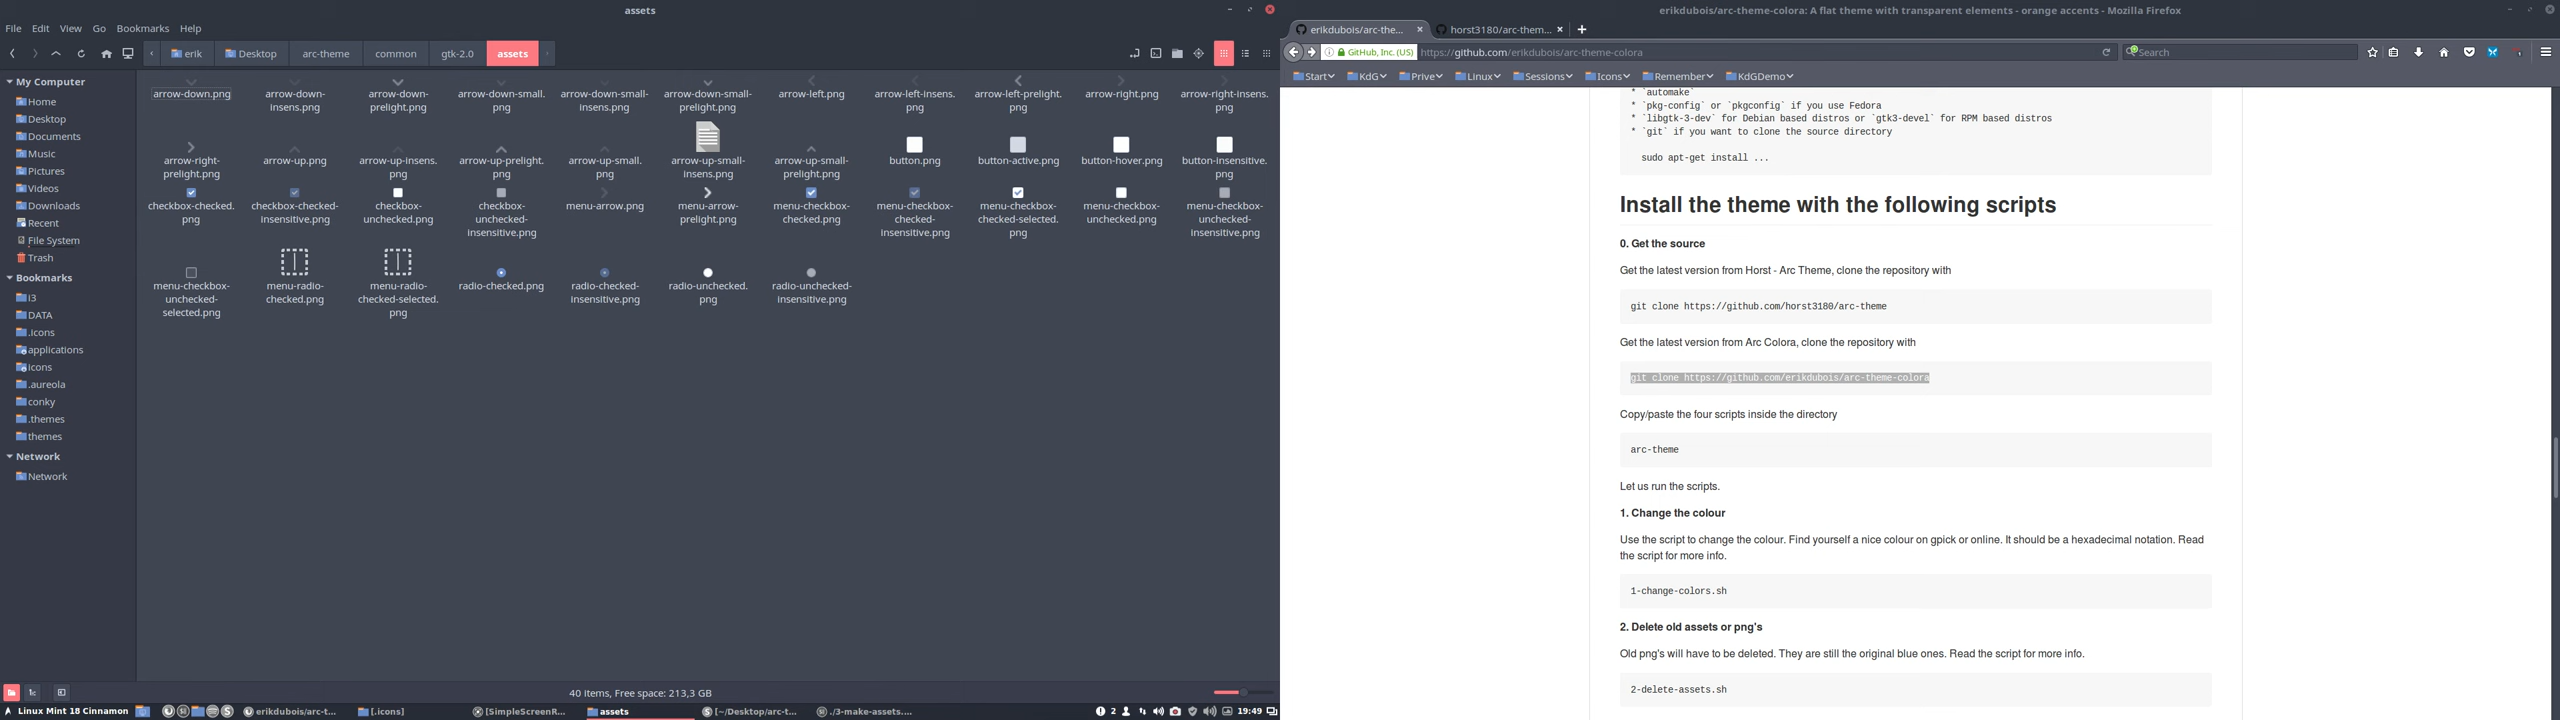 assets
File Edit View Go Bookmarks Help
erik Desktop arc-theme common gtk-2.0 assets
My Computer
Home
Desktop
Documents
Music
Pictures
Videos
Downloads
Recent
File System
Trash
Bookmarks
i3
DATA
.icons
applications
icons
.aureola
conky
.themes
themes
Network
Network
arrow-down.png
arrow-down-insens.png
arrow-down-prelight.png
arrow-down-small.png
arrow-down-small-insens.png
arrow-down-small-prelight.png
arrow-left.png
arrow-left-insens.png
arrow-left-prelight.png
arrow-right.png
arrow-right-insens.png
arrow-right-prelight.png
arrow-up.png
arrow-up-insens.png
arrow-up-prelight.png
arrow-up-small.png
arrow-up-small-insens.png
arrow-up-small-prelight.png
button.png
button-active.png
button-hover.png
button-insensitive.png
checkbox-checked.png
checkbox-checked-insensitive.png
checkbox-unchecked.png
checkbox-unchecked-insensitive.png
menu-arrow.png
menu-arrow-prelight.png
menu-checkbox-checked.png
menu-checkbox-checked-insensitive.png
menu-checkbox-checked-selected.png
menu-checkbox-unchecked.png
menu-checkbox-unchecked-insensitive.png
menu-checkbox-unchecked-selected.png
menu-radio-checked.png
menu-radio-checked-selected.png
radio-checked.png
radio-checked-insensitive.png
radio-unchecked.png
radio-unchecked-insensitive.png
40 items, Free space: 213,3 GB
Linux Mint 18 Cinnamon erikdubois/arc-t... [.icons] [SimpleScreenR... assets [~/Desktop/arc-t... ./3-make-assets.... 2 19:49
erikdubois/arc-theme-colora: A flat theme with transparent elements - orange accents - Mozilla Firefox
erikdubois/arc-the... horst3180/arc-them...
GitHub, Inc. (US) https://github.com/erikdubois/arc-theme-colora Search
Start KdG Prive Linux Sessions Icons Remember KdGDemo
* `automake`
* `pkg-config` or `pkgconfig` if you use Fedora
* `libgtk-3-dev` for Debian based distros or `gtk3-devel` for RPM based distros
* `git` if you want to clone the source directory
sudo apt-get install ...
Install the theme with the following scripts
0. Get the source
Get the latest version from Horst - Arc Theme, clone the repository with
git clone https://github.com/horst3180/arc-theme
Get the latest version from Arc Colora, clone the repository with
git clone https://github.com/erikdubois/arc-theme-colora
Copy/paste the four scripts inside the directory
arc-theme
Let us run the scripts.
1. Change the colour
Use the script to change the colour. Find yourself a nice colour on gpick or online. It should be a hexadecimal notation. Read
the script for more info.
1-change-colors.sh
2. Delete old assets or png's
Old png's will have to be deleted. They are still the original blue ones. Read the script for more info.
2-delete-assets.sh